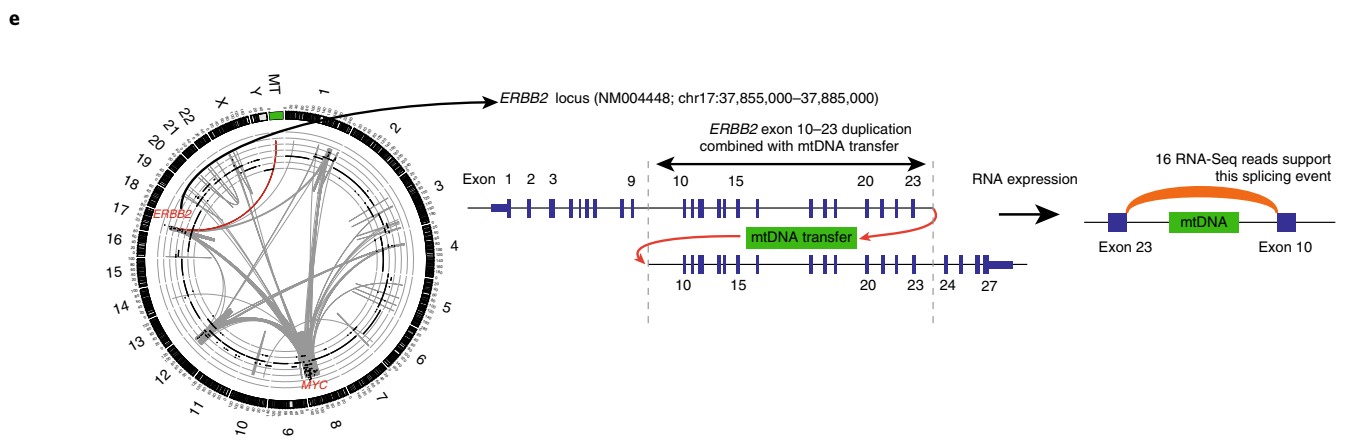 e
MT
1
2
3
4
5
6
7
8
9
10
11
12
13
14
15
16
17
18
19
20
21
22
X
Y
ERBB2
MYC
ERBB2 locus (NM004448; chr17:37,855,000–37,885,000)
ERBB2 exon 10–23 duplication
combined with mtDNA transfer
Exon 1 2 3 9 10 15 20 23
mtDNA transfer
10 15 20 23 24 27
RNA expression
16 RNA-Seq reads support
this splicing event
mtDNA
Exon 23 Exon 10